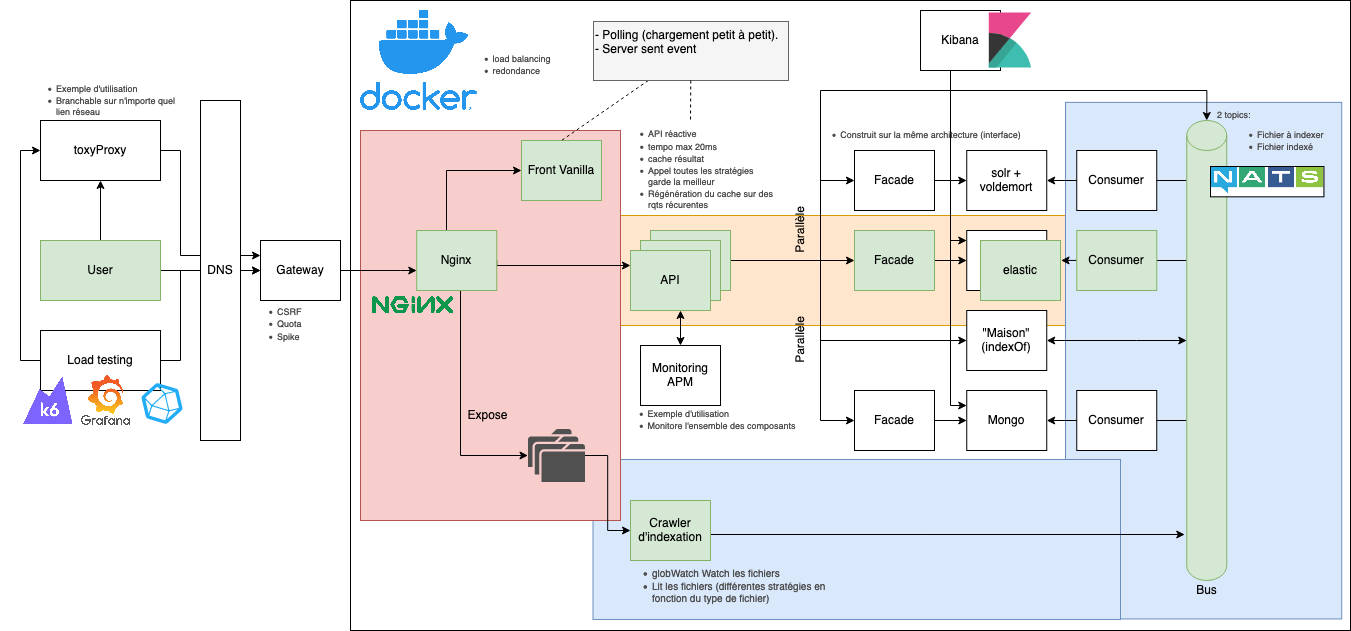 docker
load balancing
redondance
- Polling (chargement petit à petit).
- Server sent event
Kibana
Exemple d'utilisation
Branchable sur n'importe quel
lien réseau
toxyProxy
User
Load testing
k6
Grafana
DNS
Gateway
CSRF
Quota
Spike
Front Vanilla
Nginx
NGiNX
Expose
API réactive
tempo max 20ms
cache résultat
Appel toutes les stratégies
garde la meilleur
Régénération du cache sur des
rqts récurentes
API
Monitoring
APM
Exemple d'utilisation
Monitore l'ensemble des composants
Parallèle
Parallèle
Construit sur la même architecture (interface)
Facade
solr +
voldemort
Consumer
Facade
elastic
Consumer
"Maison"
(indexOf)
Facade
Mongo
Consumer
2 topics:
Fichier à indexer
Fichier indexé
NATS
Bus
Crawler
d'indexation
globWatch Watch les fichiers
Lit les fichiers (différentes stratégies en
fonction du type de fichier)